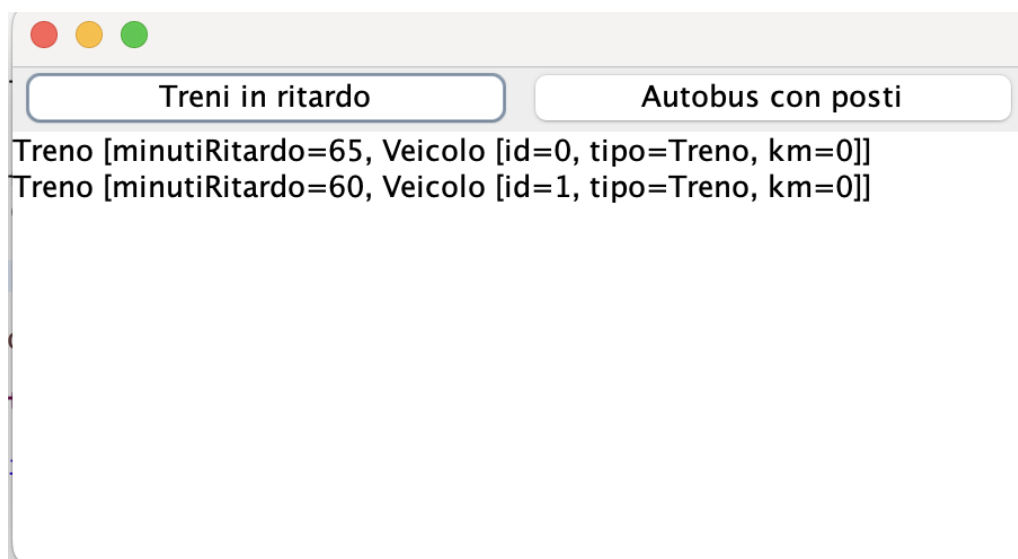 Treni in ritardo
Autobus con posti
Treno [minutiRitardo=65, Veicolo [id=0, tipo=Treno, km=0]]
Treno [minutiRitardo=60, Veicolo [id=1, tipo=Treno, km=0]]